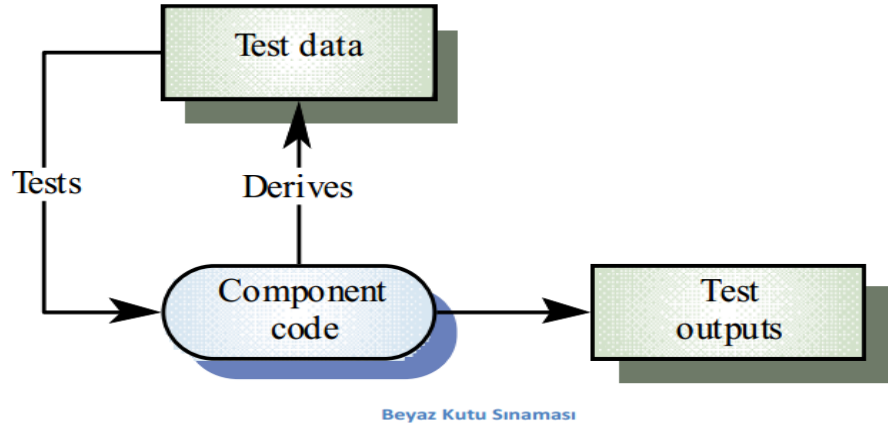 Test data
Tests
Derives
Component
code
Test
outputs
Beyaz Kutu Sınaması